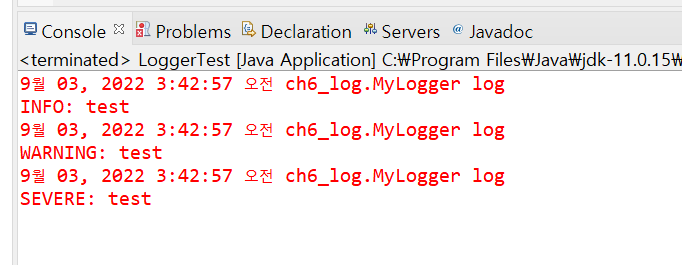 Console Problems Declaration Servers Javadoc
<terminated> LoggerTest [Java Application] C:₩Program Files₩Java₩jdk-11.0.15₩
9월 03, 2022 3:42:57 오전 ch6_log.MyLogger log
INFO: test
9월 03, 2022 3:42:57 오전 ch6_log.MyLogger log
WARNING: test
9월 03, 2022 3:42:57 오전 ch6_log.MyLogger log
SEVERE: test